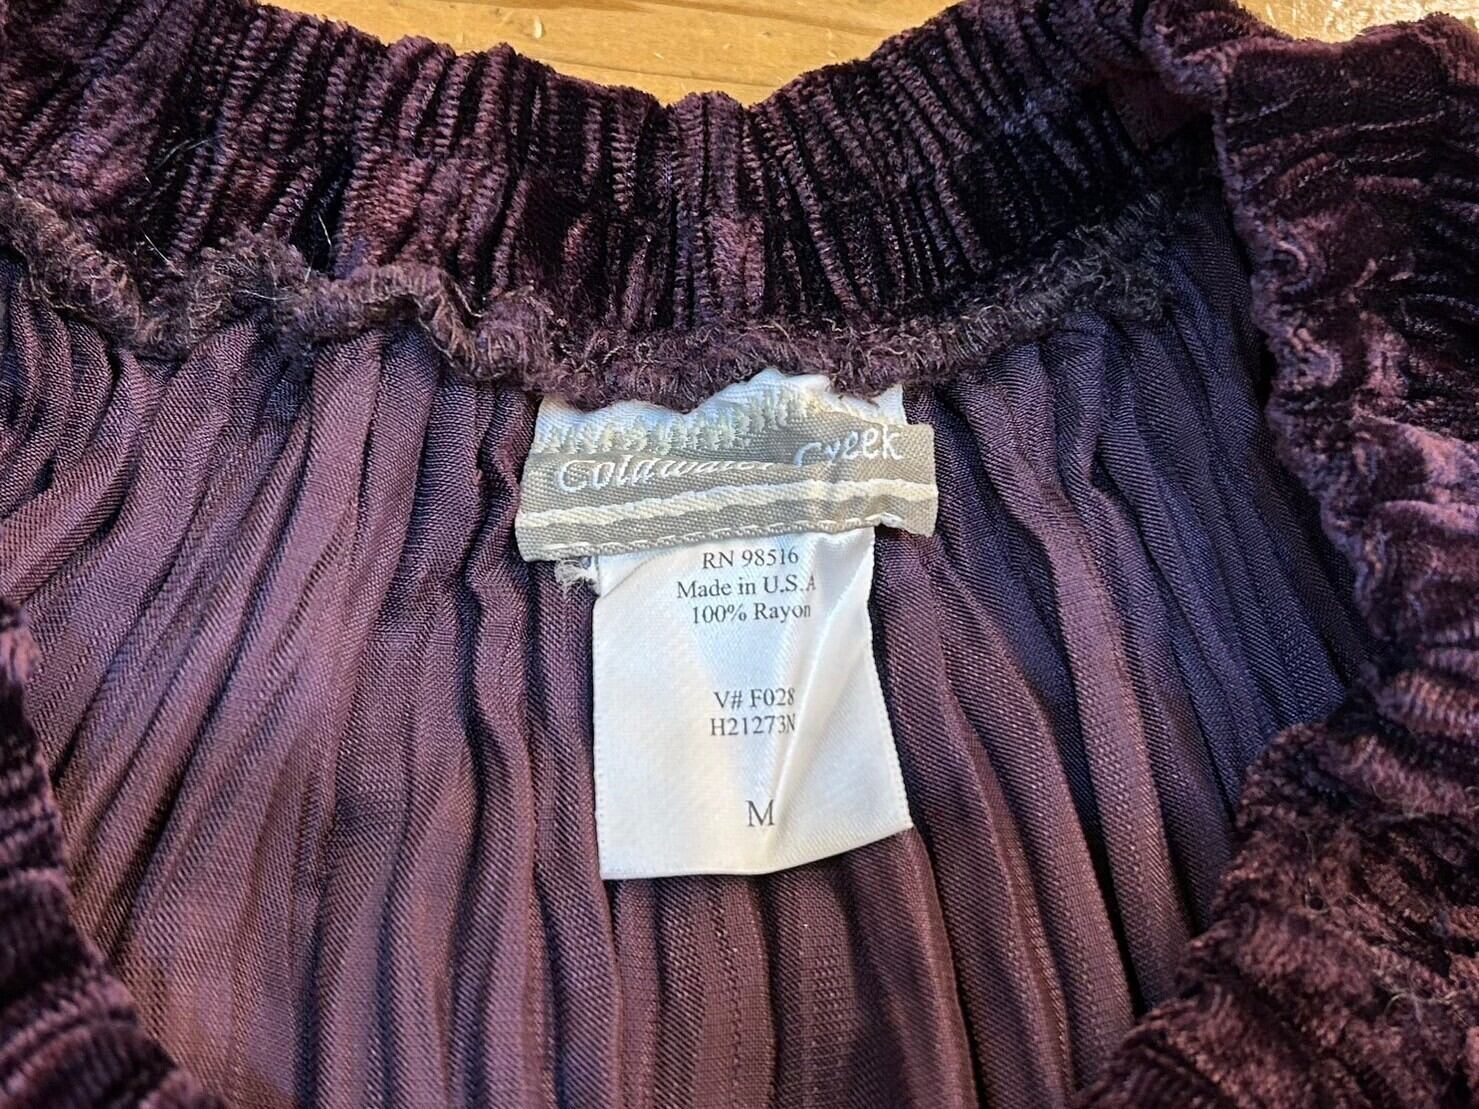 Coldwater Creek
RN 98516
Made in U.S.A
100% Rayon
V# F028
H21273N
M